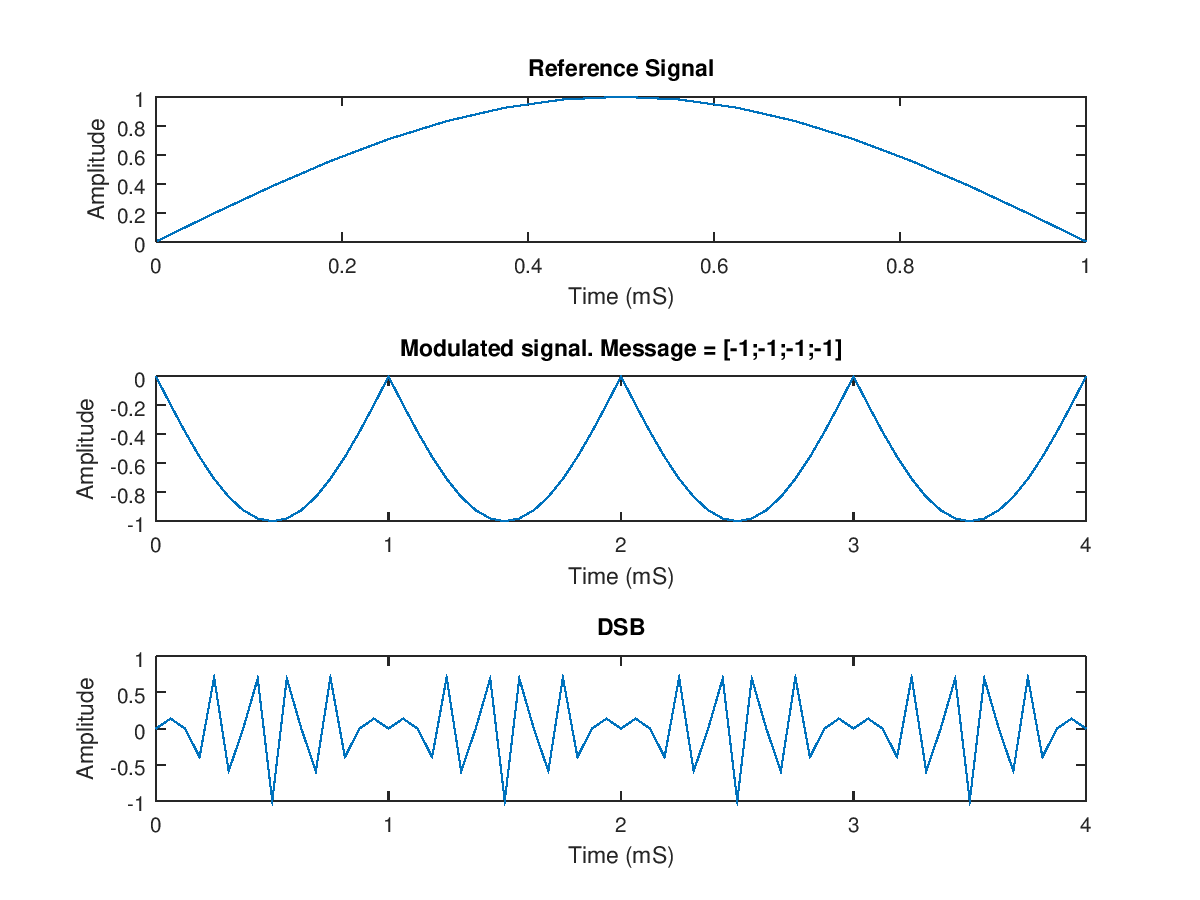 Reference Signal
1
0.8
0.6
0.4
0.2
0
Amplitude
0 0.2 0.4 0.6 0.8 1
Time (mS)
Modulated signal. Message = [-1;-1;-1;-1]
0
-0.2
-0.4
-0.6
-0.8
-1
Amplitude
0 1 2 3 4
Time (mS)
DSB
1
0.5
0
-0.5
-1
Amplitude
0 1 2 3 4
Time (mS)